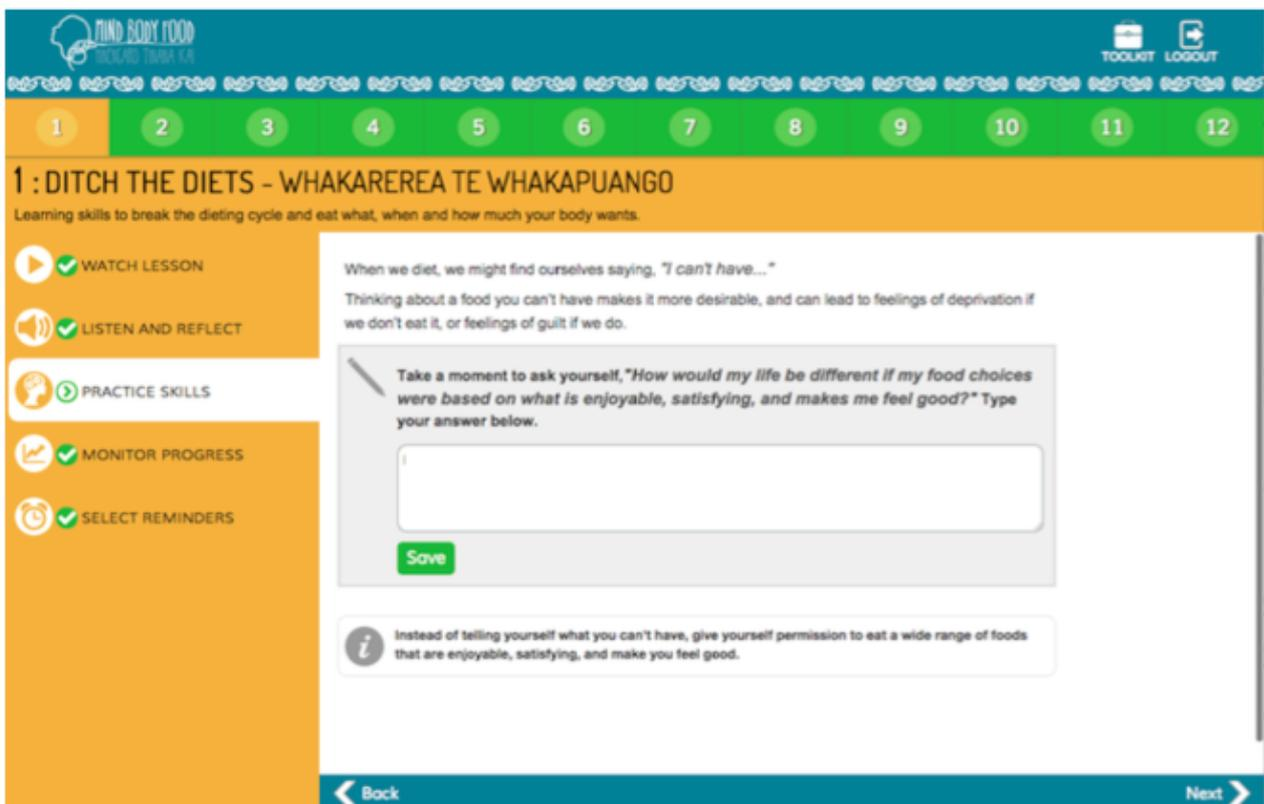 MIND BODY FOOD
TINANA KAI
TOOLKIT LOGOUT
1 2 3 4 5 6 7 8 9 10 11 12
1 : DITCH THE DIETS - WHAKAREREA TE WHAKAPUANGO
Learning skills to break the dieting cycle and eat what, when and how much your body wants.
WATCH LESSON
LISTEN AND REFLECT
PRACTICE SKILLS
MONITOR PROGRESS
SELECT REMINDERS
When we diet, we might find ourselves saying, "I can't have..."
Thinking about a food you can't have makes it more desirable, and can lead to feelings of deprivation if
we don't eat it, or feelings of guilt if we do.
Take a moment to ask yourself,"How would my life be different if my food choices
were based on what is enjoyable, satisfying, and makes me feel good?" Type
your answer below.
Save
Instead of telling yourself what you can't have, give yourself permission to eat a wide range of foods
that are enjoyable, satisfying, and make you feel good.
Back
Next